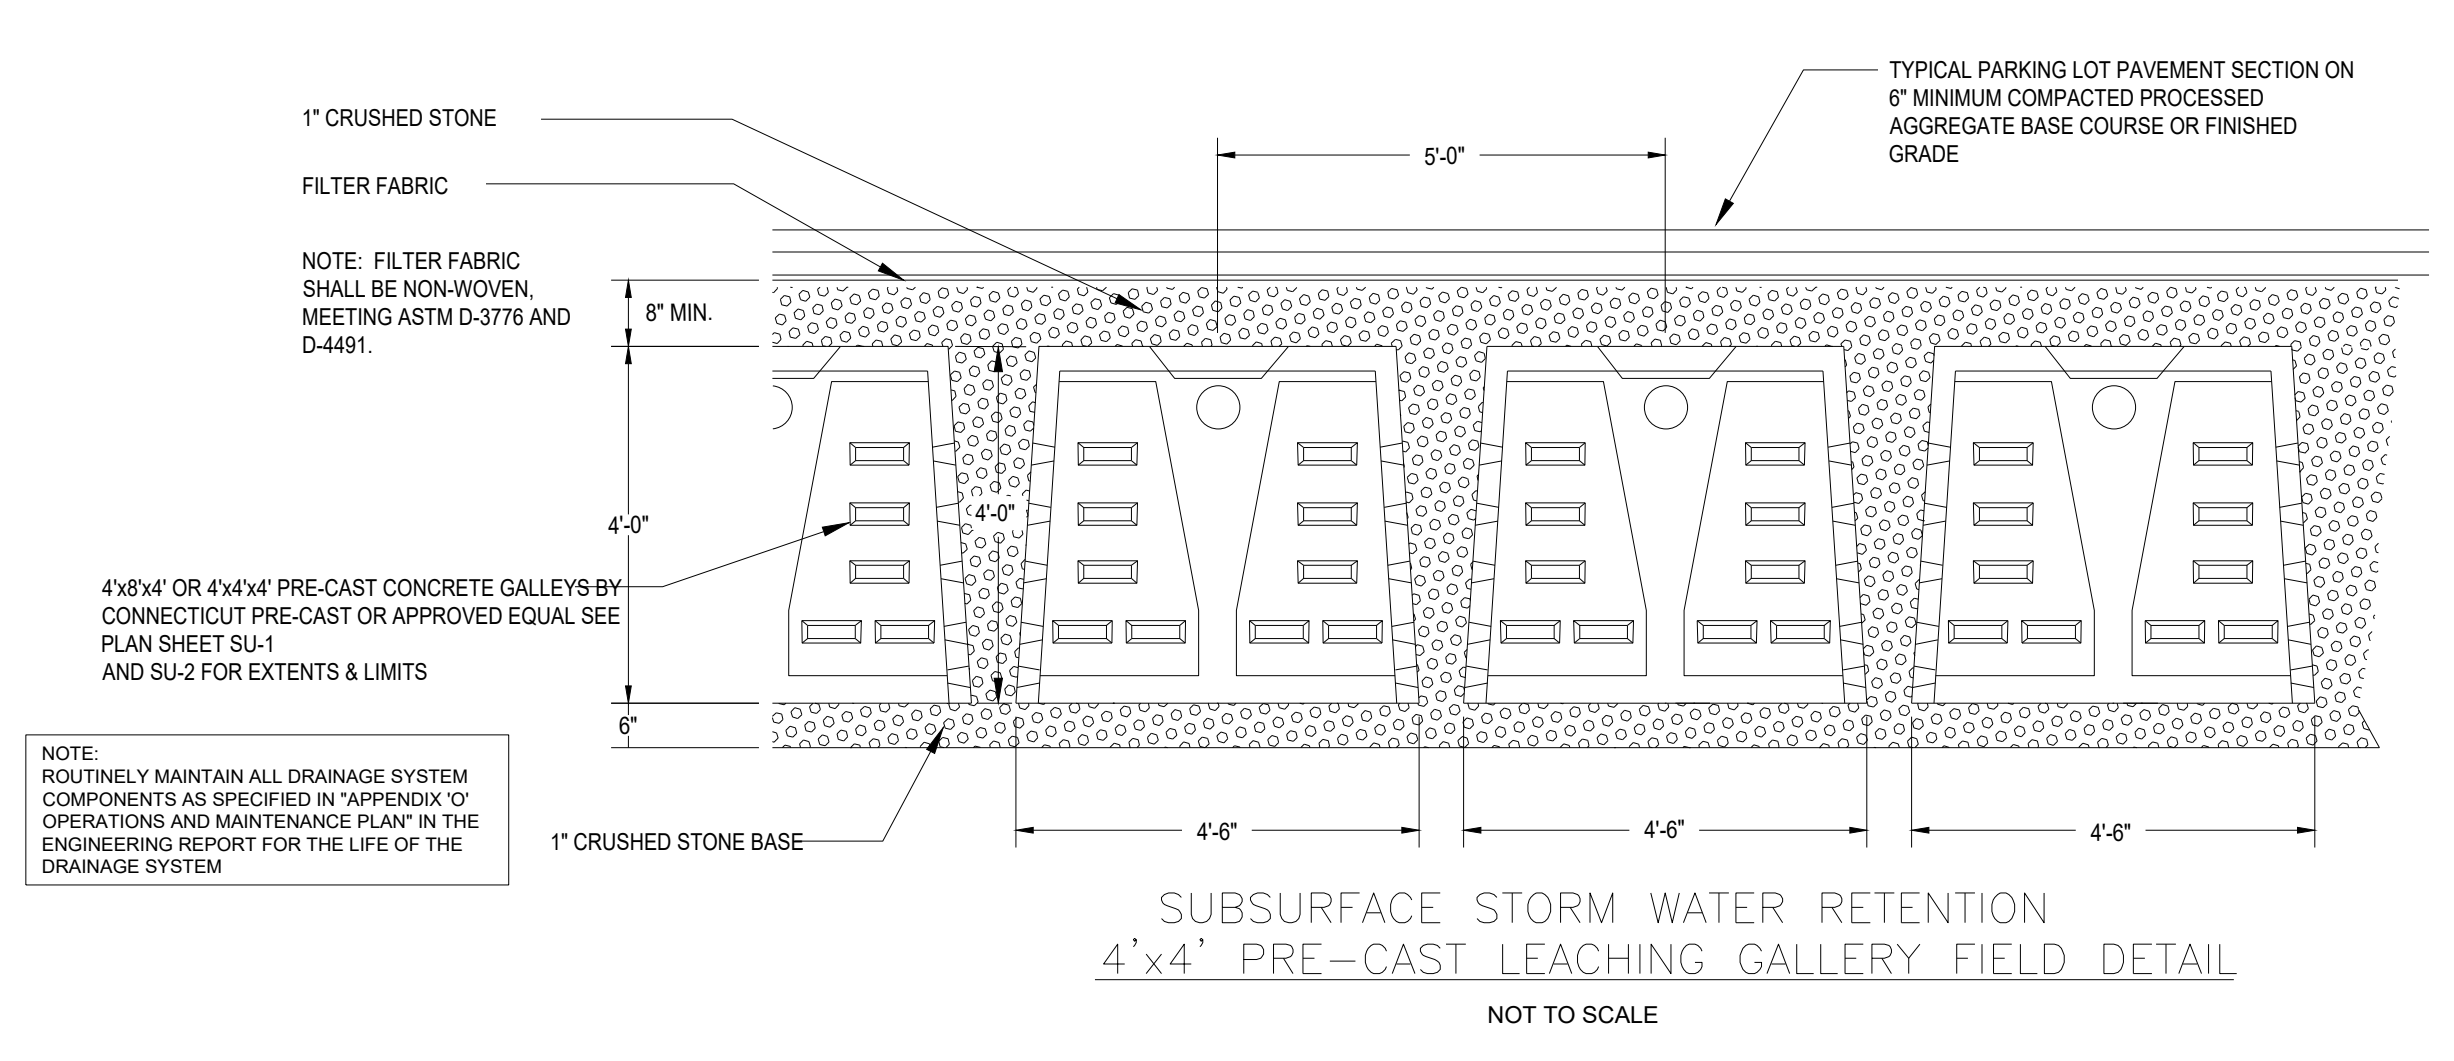 1" CRUSHED STONE
FILTER FABRIC
NOTE:  FILTER FABRIC
SHALL BE NON-WOVEN,
MEETING ASTM D-3776 AND
D-4491.
TYPICAL PARKING LOT PAVEMENT SECTION ON
6" MINIMUM COMPACTED PROCESSED
AGGREGATE BASE COURSE OR FINISHED
GRADE
5'-0"
8" MIN.
4'-0"
4'-0"
4'x8'x4' OR 4'x4'x4' PRE-CAST CONCRETE GALLEYS BY
CONNECTICUT PRE-CAST OR APPROVED EQUAL SEE
PLAN SHEET SU-1
AND SU-2 FOR EXTENTS & LIMITS
6"
NOTE:
ROUTINELY MAINTAIN ALL DRAINAGE SYSTEM
COMPONENTS AS SPECIFIED IN "APPENDIX 'O'
OPERATIONS AND MAINTENANCE PLAN" IN THE
ENGINEERING REPORT FOR THE LIFE OF THE
DRAINAGE SYSTEM
1" CRUSHED STONE BASE
4'-6"
4'-6"
4'-6"
SUBSURFACE STORM WATER RETENTION
4'x4' PRE-CAST LEACHING GALLERY FIELD DETAIL
NOT TO SCALE